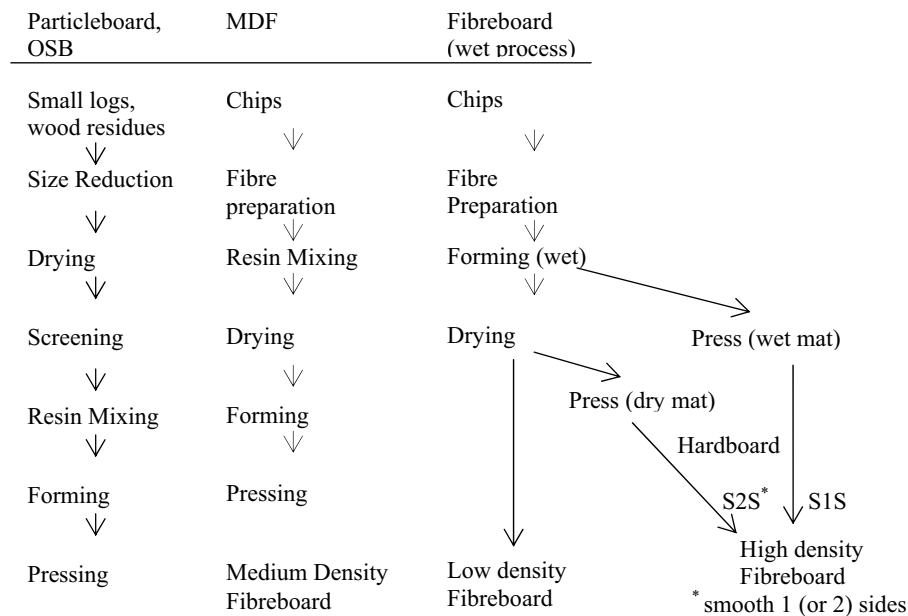 Particleboard,
OSB
MDF
Fibreboard
(wet process)
Small logs,
wood residues
Chips
Chips
Size Reduction
Fibre
preparation
Fibre
Preparation
Drying
Resin Mixing
Forming (wet)
Screening
Drying
Drying
Press (wet mat)
Resin Mixing
Forming
Press (dry mat)
Hardboard
Forming
Pressing
S2S*
S1S
Pressing
Medium Density
Fibreboard
Low density
Fibreboard
High density
Fibreboard
* smooth 1 (or 2) sides